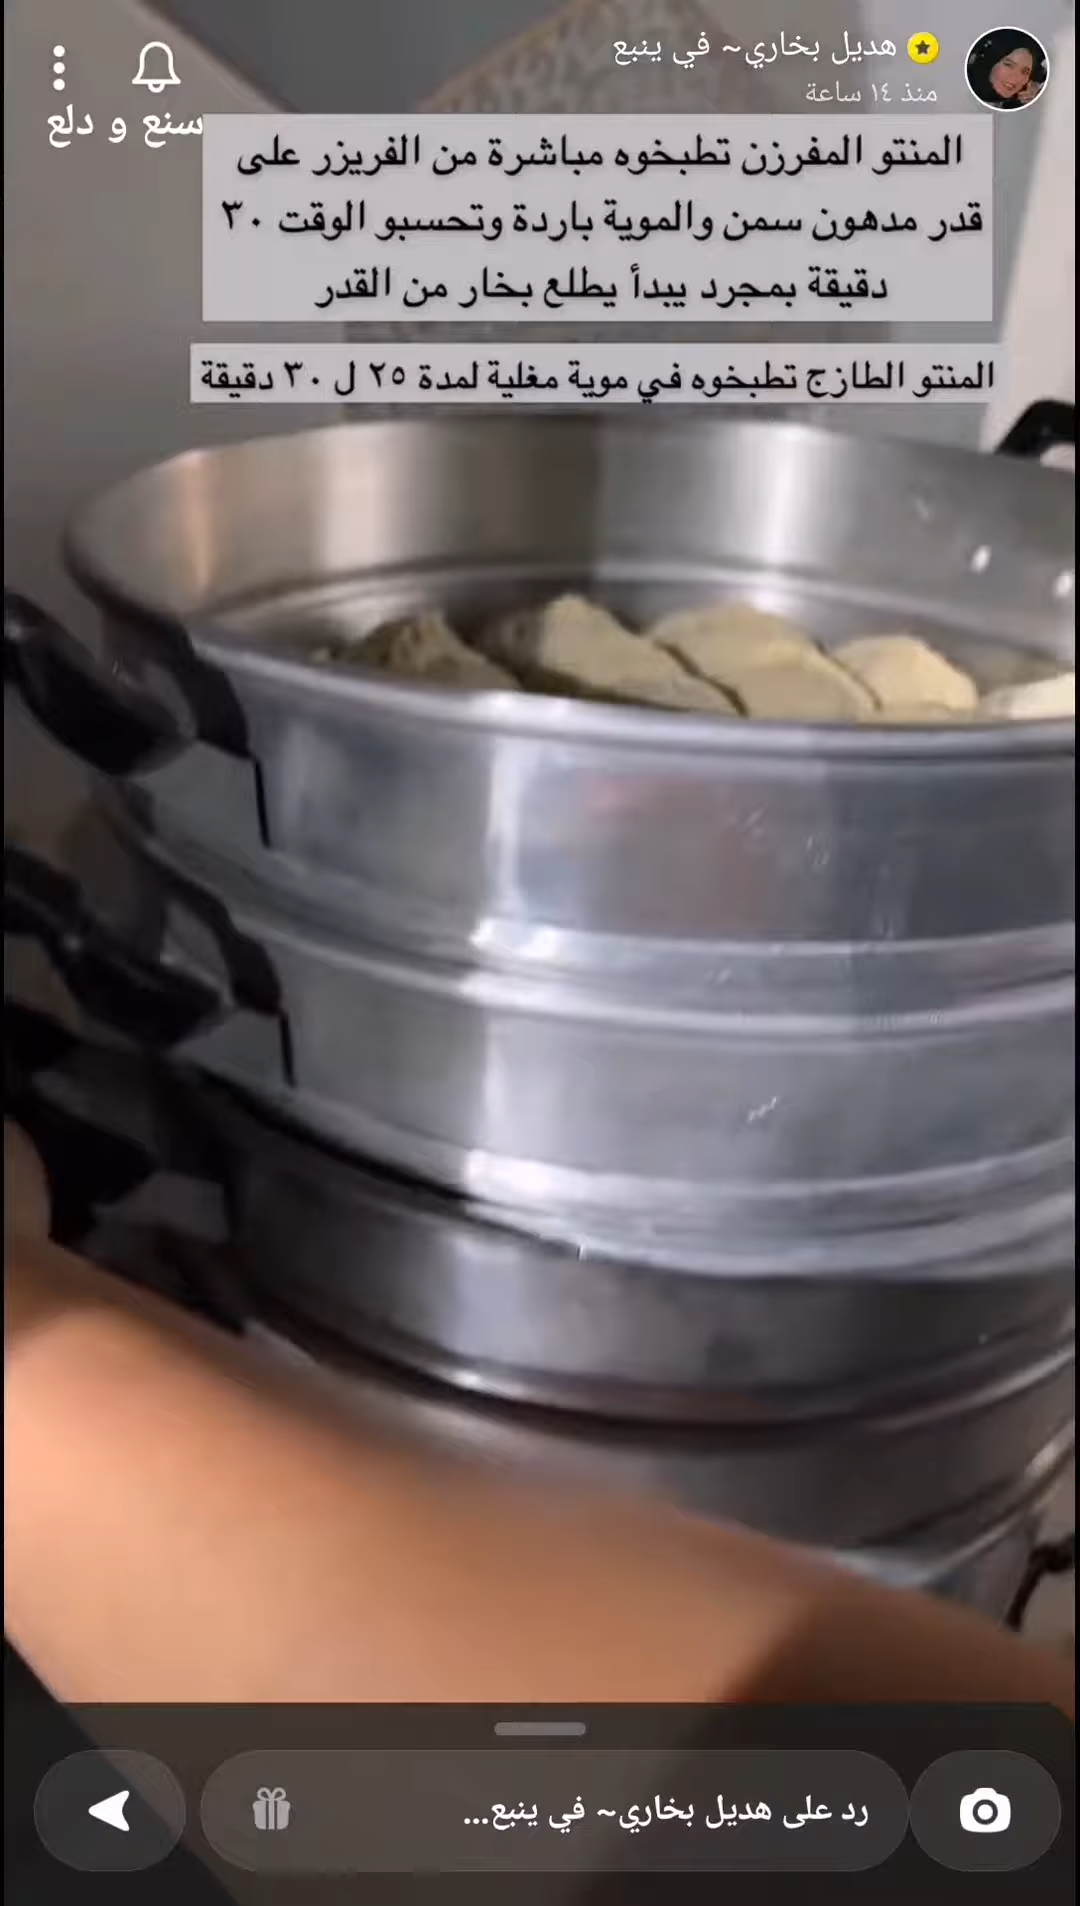 هديل بخاري~ في ينبع
منذ ١٤ ساعة
سنع و دلع
المنتو المفرزن تطبخوه مباشرة من الفريزر على
قدر مدهون سمن والموية باردة وتحسبو الوقت ٣٠
دقيقة بمجرد يبدأ يطلع بخار من القدر
المنتو الطازج تطبخوه في موية مغلية لمدة ٢٥ ل ٣٠ دقيقة
رد على هديل بخاري~ في ينبع...